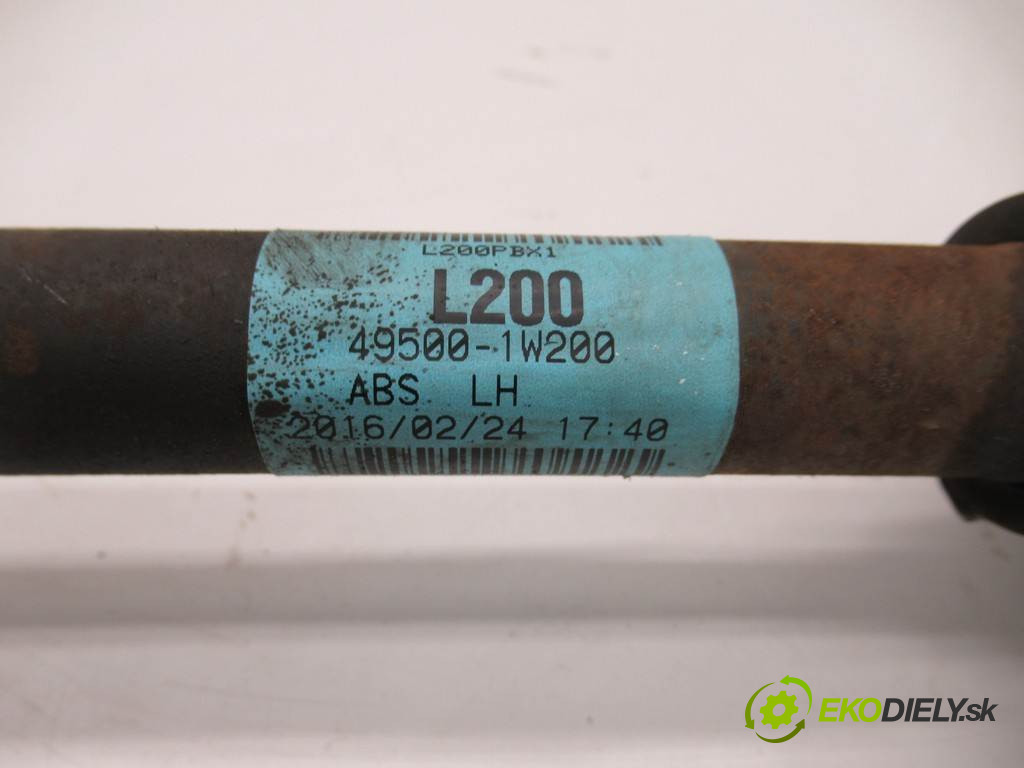 L200PBX1
L200
49500-1W200
ABS LH
2016/02/24 17:40
EKODIELY.sk